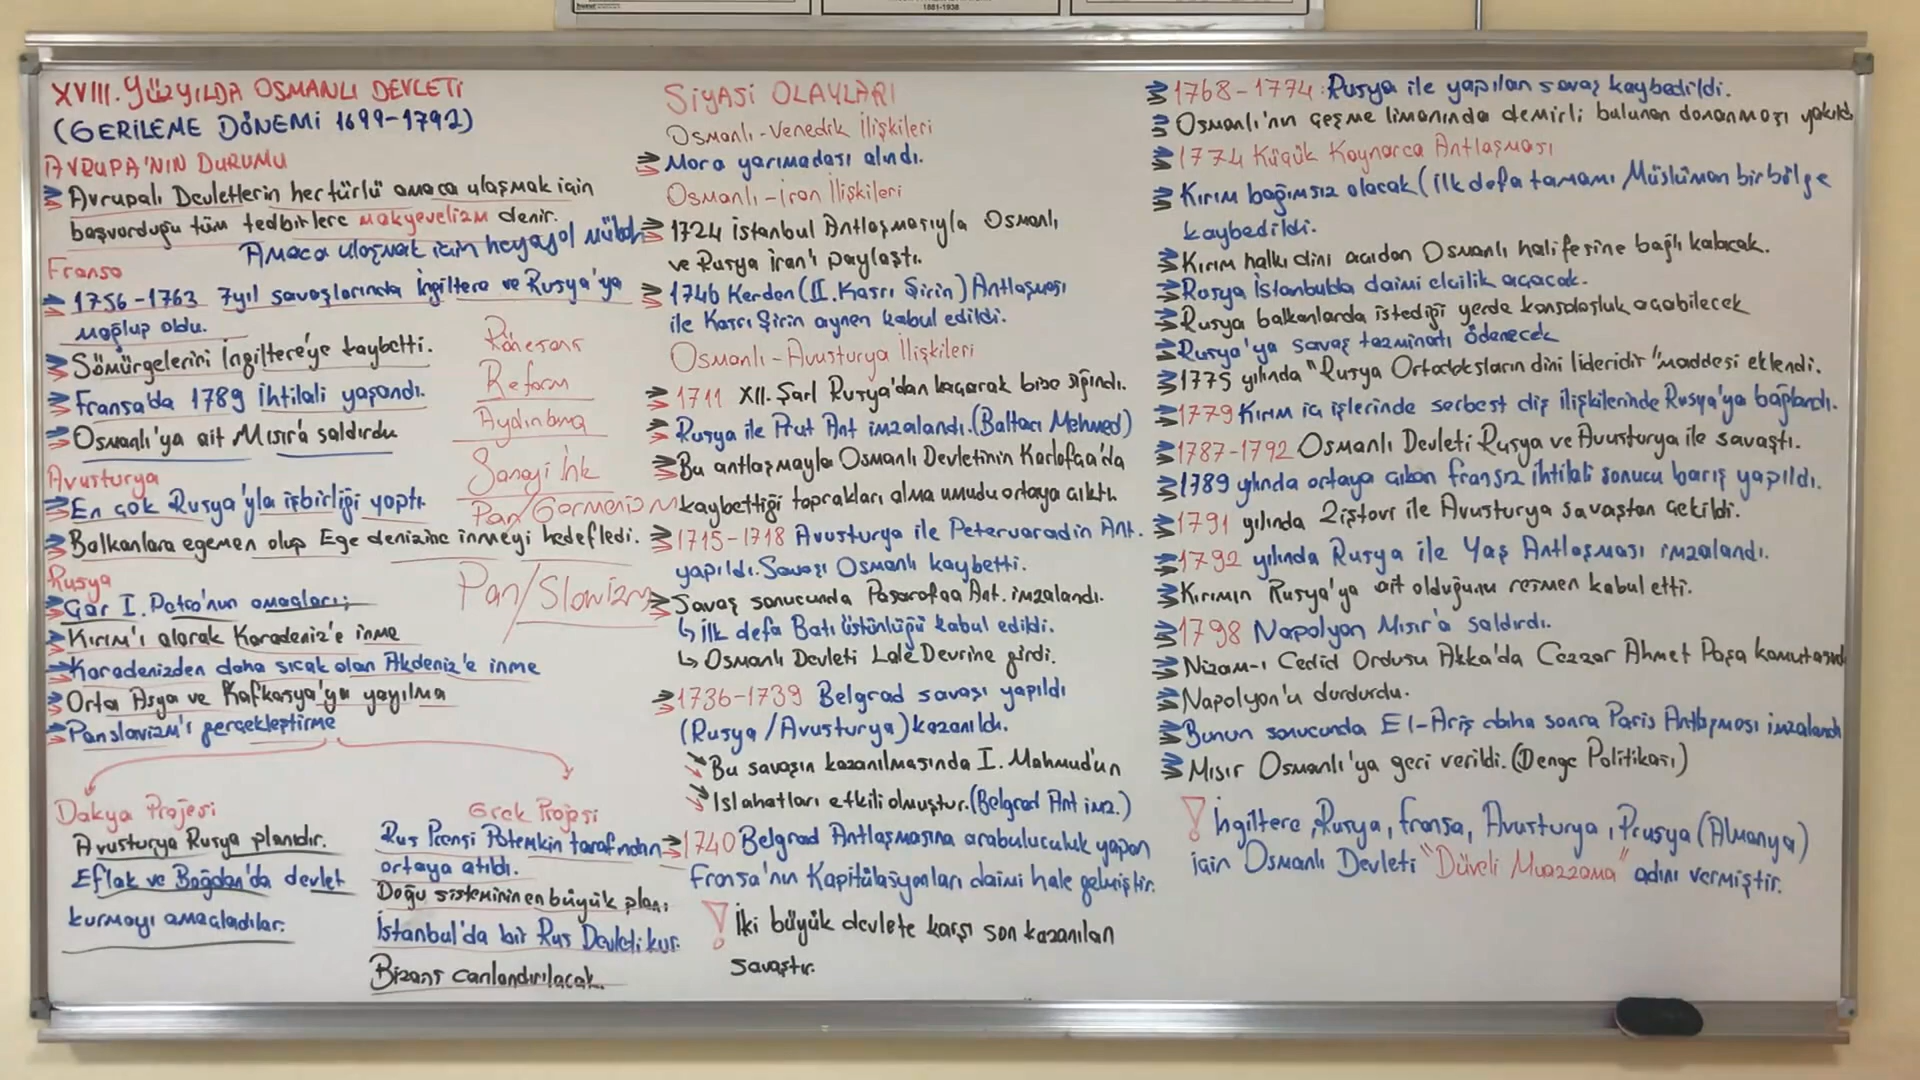 1881-1938
XVIII. YÜZYILDA OSMANLI DEVLETİ
(GERİLEME DÖNEMİ 1699-1792)
AVRUPA'NIN DURUMU
Avrupalı Devletlerin her türlü amaca ulaşmak için
başvurduğu tüm tedbirlere makyevelizm denir.
Amaca ulaşmak için heryol mübah
Fransa
1756-1763 7yıl savaşlarında İngiltere ve Rusya'ya
mağlup oldu.
Sömürgelerini İngiltere'ye kaybetti.
Fransa'da 1789 İhtilali yaşandı.
Osmanlı'ya ait Mısır'a saldırdu
Avusturya
En çok Rusya'yla işbirliği yaptı.
Balkanlara egemen olup Ege denizine inmeyi hedefledi.
Rusya
Çar I. Petro'nun amaçları;
Kırım'ı alarak Karadeniz'e inme
Karadenizden daha sıcak olan Akdeniz'e inme
Orta Asya ve Kafkasya'ya yayılma
Panslavizm'i gerçekleştirme
Dakya Projesi
Avusturya Rusya planıdır.
Eflak ve Boğdan'da devlet
kurmayı amaçladılar.
Grek Projesi
Rus Prensi Potemkin tarafından
ortaya atıldı.
Doğu sisteminin en büyük planı
İstanbul'da bir Rus Devleti kur.
Bizans canlandırılacak.
Rönesans
Reform
Aydınlanma
Sanayi İnk
Pan/Germenizm
Pan/Slavizm
SİYASİ OLAYLARI
Osmanlı-Venedik İlişkileri
Mora yarımadası alındı.
Osmanlı-İran İlişkileri
1724 İstanbul Antlaşmasıyla Osmanlı
ve Rusya İran'ı paylaştı.
1746 Kerden (II. Kasrı Şirin) Antlaşması
ile Kasrı Şirin aynen kabul edildi.
Osmanlı-Avusturya İlişkileri
1711 XII. Şarl Rusya'dan kaçarak bize sığındı.
Rusya ile Prut Ant imzalandı. (Baltacı Mehmed)
Bu antlaşmayla Osmanlı Devletinin Karlofça'da
kaybettiği toprakları alma umudu ortaya çıktı.
1715-1718 Avusturya ile Petervaradin Ant.
yapıldı. Savaşı Osmanlı kaybetti.
Savaş sonucunda Pasarofça Ant. imzalandı.
↳ İlk defa Batı üstünlüğü kabul edildi.
↳ Osmanlı Devleti Lale Devrine girdi.
1736-1739 Belgrad savaşı yapıldı
(Rusya/Avusturya) kazanıldı.
Bu savaşın kazanılmasında I. Mahmud'un
Islahatları etkili olmuştur. (Belgrad Ant imz.)
1740 Belgrad Antlaşmasına arabuluculuk yapan
Fransa'nın Kapitülasyonları daimi hale gelmiştir.
! İki büyük devlete karşı son kazanılan
savaştır.
1768-1774: Rusya ile yapılan savaş kaybedildi.
Osmanlı'nın Çeşme limanında demirli bulunan donanması yakıldı
1774 Küçük Kaynarca Antlaşması
Kırım bağımsız olacak (ilk defa tamamı Müslüman bir bölge
kaybedildi.
Kırım halkı dini açıdan Osmanlı halifesine bağlı kalacak.
Rusya İstanbulda daimi elçilik açacak.
Rusya balkanlarda istediği yerde konsolosluk açabilecek
Rusya'ya savaş tazminatı ödenecek
1775 yılında "Rusya Ortodoksların dini lideridir" maddesi eklendi.
1779 Kırım iç işlerinde serbest dış ilişkilerinde Rusya'ya bağlandı.
1787-1792 Osmanlı Devleti Rusya ve Avusturya ile savaştı.
1789 yılında ortaya çıkan fransız ihtilali sonucu barış yapıldı.
1791 yılında Ziştovi ile Avusturya savaştan çekildi.
1792 yılında Rusya ile Yaş Antlaşması imzalandı.
Kırımın Rusya'ya ait olduğunu resmen kabul etti.
1798 Napolyon Mısır'a saldırdı.
Nizam-ı Cedid Ordusu Akka'da Cezzar Ahmet Paşa komutasında
Napolyon'u durdurdu.
Bunun sonucunda El-Ariş daha sonra Paris Antlaşması imzalandı
Mısır Osmanlı'ya geri verildi. (Denge Politikası)
! İngiltere, Rusya, fransa, Avusturya, Prusya (Almanya)
için Osmanlı Devleti "Düveli Muazzama" adını vermiştir.